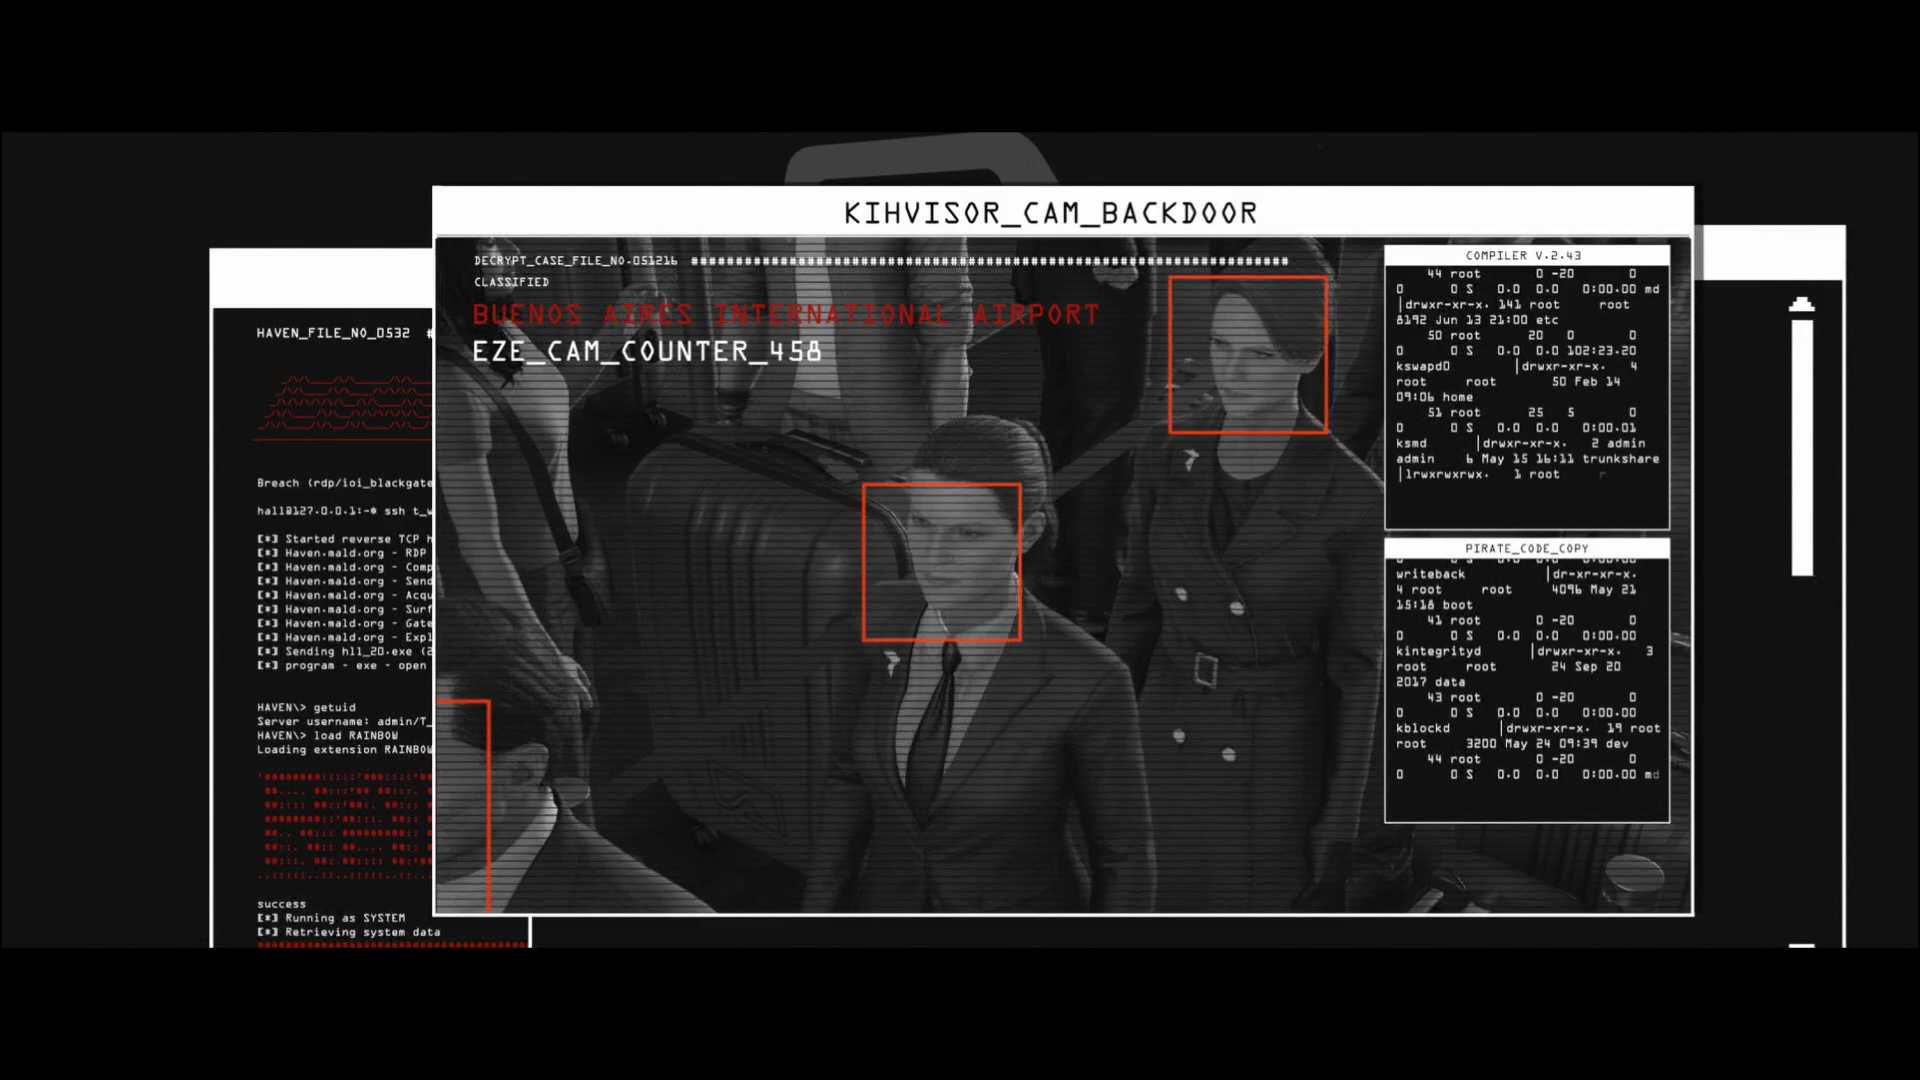 KIHVISOR_CAM_BACKDOOR
DECRYPT_CASE_FILE_NO.051216
CLASSIFIED
BUENOS AIRES INTERNATIONAL AIRPORT
EZE_CAM_COUNTER_458
HAVEN_FILE_NO_0532 #
Breach (rdp/ioi_blackgate
hall@127.0.0.1:~# ssh t_w
[*] Started reverse TCP h
[*] Haven.mald.org - RDP
[*] Haven.mald.org - Comp
[*] Haven.mald.org - Send
[*] Haven.mald.org - Acqu
[*] Haven.mald.org - Surf
[*] Haven.mald.org - Gate
[*] Haven.mald.org - Expl
[*] Sending hll_20.exe (2
[*] program - exe - open
HAVEN\> getuid
Server username: admin/T_
HAVEN\> load RAINBOW
Loading extension RAINBOW
success
[*] Running as SYSTEM
[*] Retrieving system data
COMPILER V.2.43
44 root 0 -20 0
0 0 S 0.0 0.0 0:00.00 md
|drwxr-xr-x. 141 root root
8192 Jun 13 21:00 etc
50 root 20 0 0
0 0 S 0.0 0.0 102:23.20
kswapd0 |drwxr-xr-x. 4
root root 50 Feb 14
09:06 home
51 root 25 5 0
0 0 S 0.0 0.0 0:00.01
ksmd |drwxr-xr-x. 2 admin
admin 6 May 15 16:11 trunkshare
|lrwxrwxrwx. 1 root r
PIRATE_CODE_COPY
writeback |dr-xr-xr-x.
4 root root 4096 May 21
15:18 boot
41 root 0 -20 0
0 0 S 0.0 0.0 0:00.00
kintegrityd |drwxr-xr-x. 3
root root 24 Sep 20
2017 data
43 root 0 -20 0
0 0 S 0.0 0.0 0:00.00
kblockd |drwxr-xr-x. 19 root
root 3200 May 24 09:39 dev
44 root 0 -20 0
0 0 S 0.0 0.0 0:00.00 md